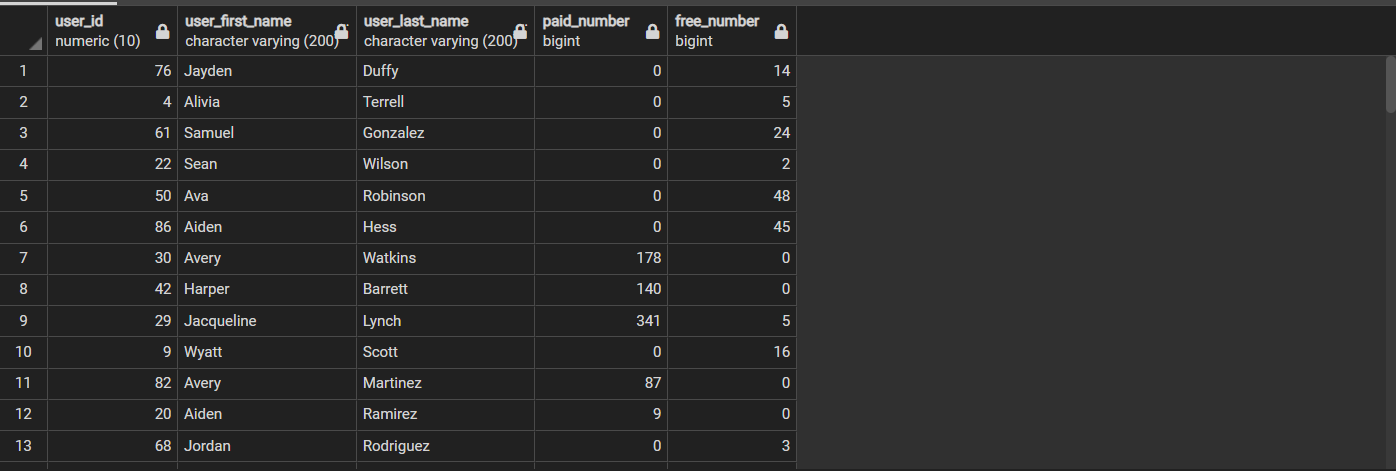 user_id user_first_name user_last_name paid_number free_number
numeric (10) character varying (200) character varying (200) bigint bigint
1 76 Jayden Duffy 0 14
2 4 Alivia Terrell 0 5
3 61 Samuel Gonzalez 0 24
4 22 Sean Wilson 0 2
5 50 Ava Robinson 0 48
6 86 Aiden Hess 0 45
7 30 Avery Watkins 178 0
8 42 Harper Barrett 140 0
9 29 Jacqueline Lynch 341 5
10 9 Wyatt Scott 0 16
11 82 Avery Martinez 87 0
12 20 Aiden Ramirez 9 0
13 68 Jordan Rodriguez 0 3